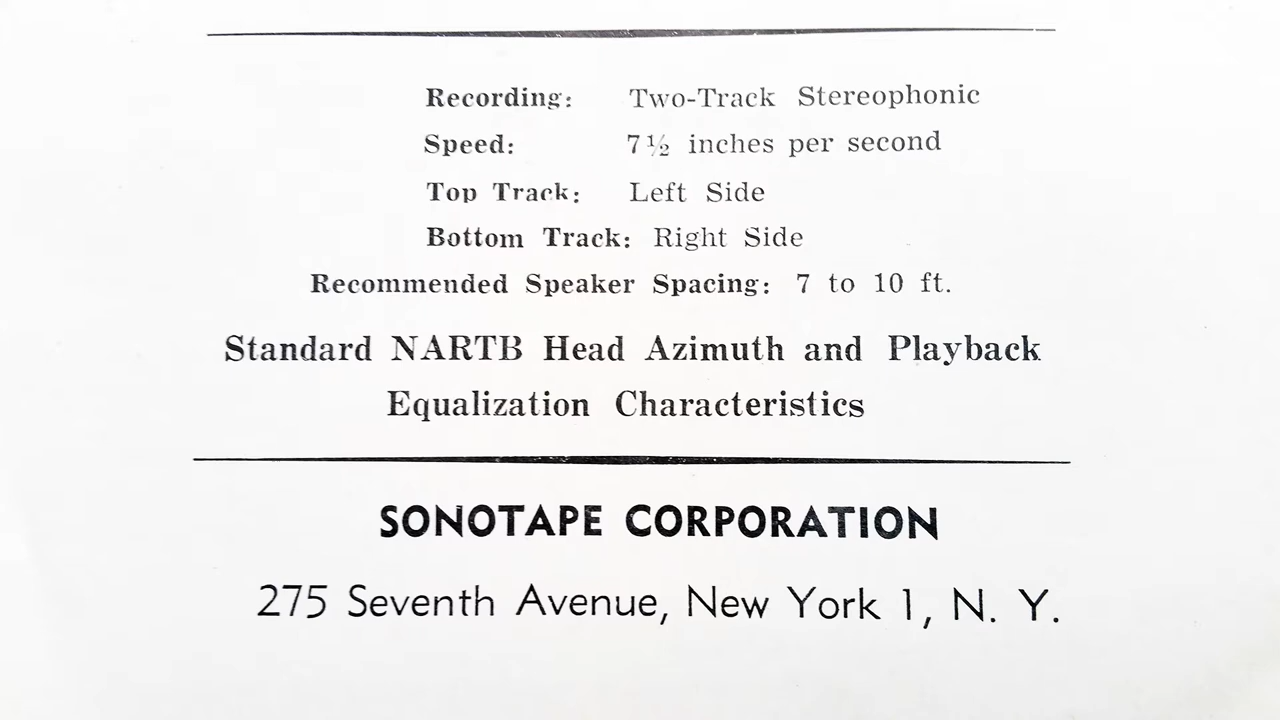 Recording: Two-Track Stereophonic
Speed: 7½ inches per second
Top Track: Left Side
Bottom Track: Right Side
Recommended Speaker Spacing: 7 to 10 ft.
Standard NARTB Head Azimuth and Playback
Equalization Characteristics
SONOTAPE CORPORATION
275 Seventh Avenue, New York 1, N. Y.